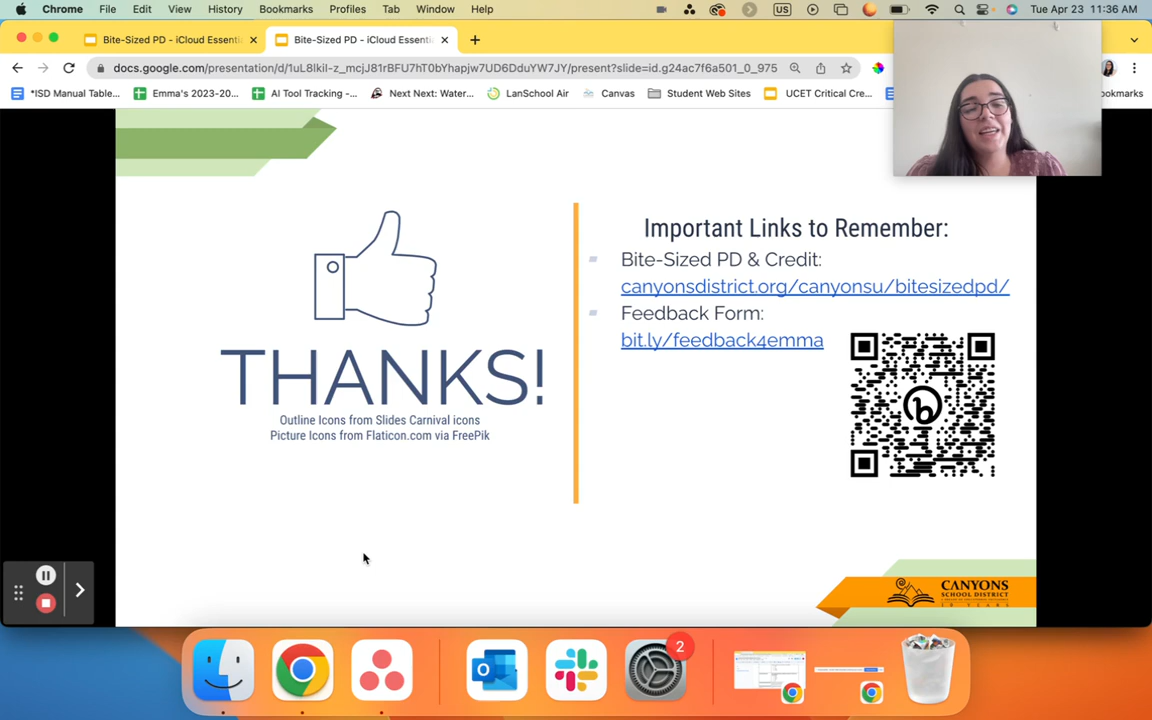 Chrome File Edit View History Bookmarks Profiles Tab Window Help US Tue Apr 23 11:36 AM
Bite-Sized PD - iCloud Essenti
Bite-Sized PD - iCloud Essenti
docs.google.com/presentation/d/1uL8lkiI-z_mcjJ81rBFU7hT0bYhapjw7UD6DduYW7JY/present?slide=id.g24ac7f6a501_0_975
*ISD Manual Table...
Emma's 2023-20...
AI Tool Tracking -...
Next Next: Water...
LanSchool Air
Canvas
Student Web Sites
UCET Critical Cre...
okmarks
THANKS!
Outline Icons from Slides Carnival icons
Picture Icons from Flaticon.com via FreePik
Important Links to Remember:
Bite-Sized PD & Credit:
canyonsdistrict.org/canyonsu/bitesizedpd/
Feedback Form:
bit.ly/feedback4emma
CANYONS
SCHOOL DISTRICT
2